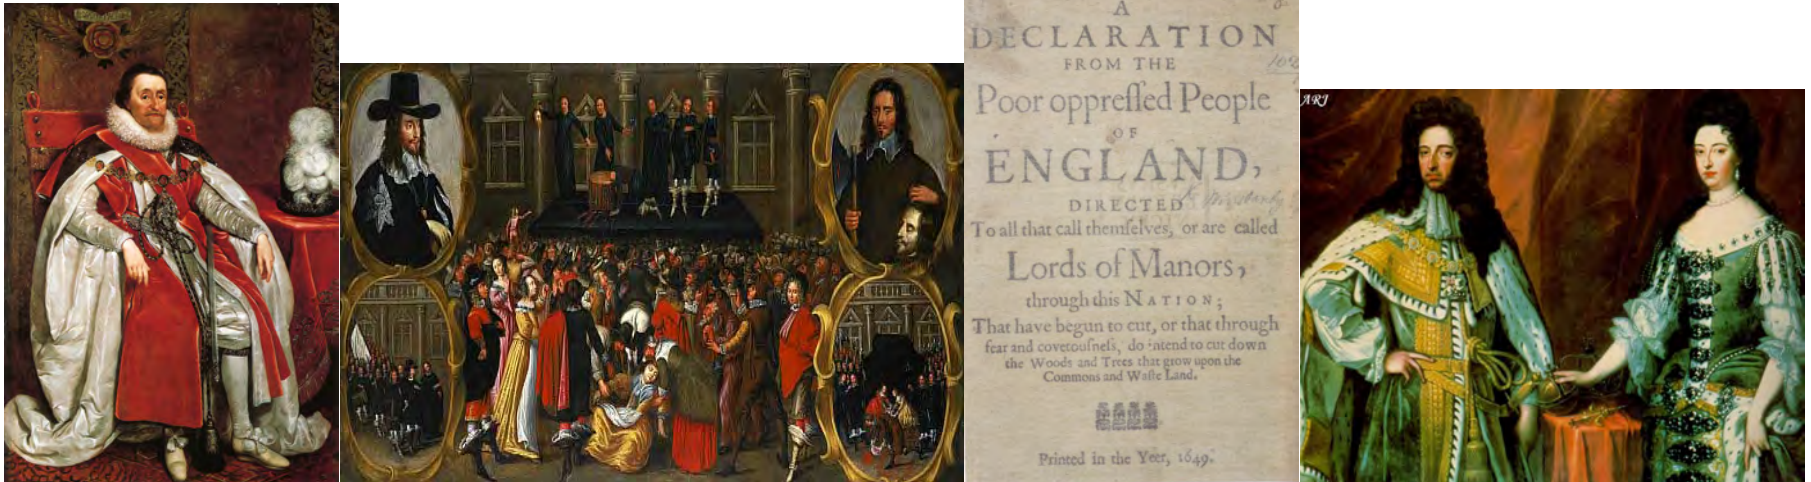 A
DECLARATION
FROM THE
Poor oppreſſed People
OF
ENGLAND,
DIRECTED
To all that call themſelves, or are called
Lords of Manors,
through this NATION;
That have begun to cut, or that through
fear and covetouſneſs, do intend to cut down
the Woods and Trees that grow upon the
Commons and Waſte Land.
Printed in the Yeer, 1649.
ARJ